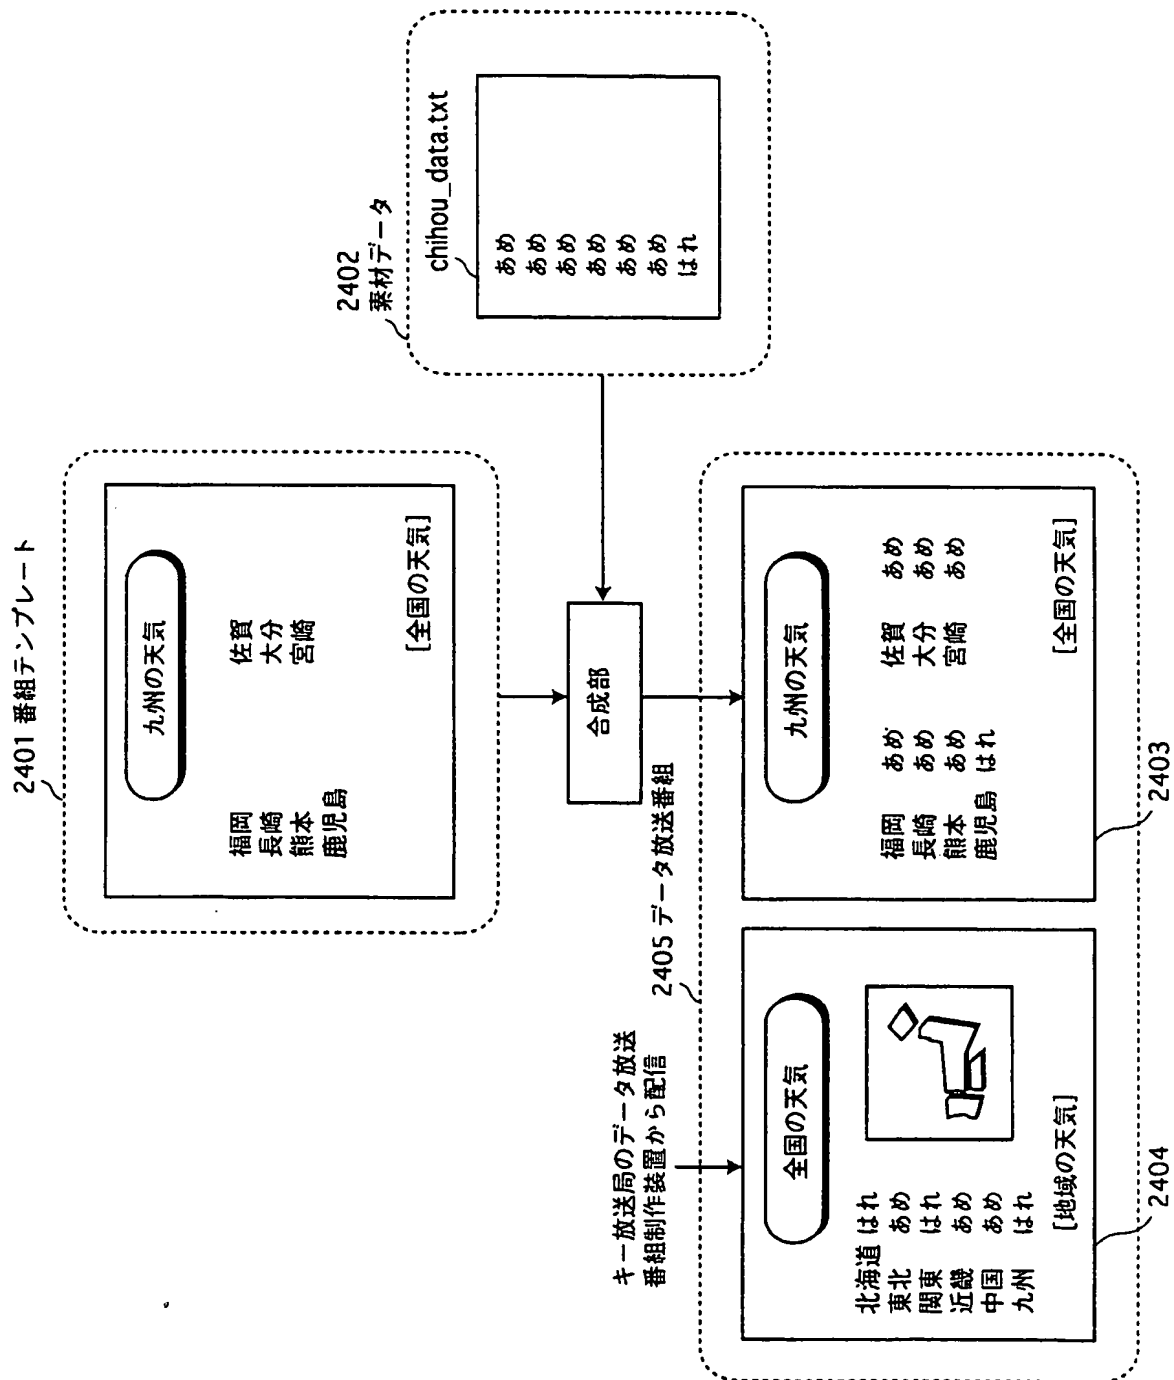 2401 番組テンプレート
九州の天気
福岡 佐賀
長崎 大分
熊本 宮崎
鹿児島
[全国の天気]
2402
素材データ
chihou_data.txt
あめ
あめ
あめ
あめ
あめ
あめ
はれ
合成部
キー放送局のデータ放送
番組制作装置から配信
2405 データ放送番組
全国の天気
北海道 はれ
東北 あめ
関東 はれ
近畿 あめ
中国 あめ
九州 はれ
[地域の天気]
2404
九州の天気
福岡 あめ 佐賀 あめ
長崎 あめ 大分 あめ
熊本 あめ 宮崎 あめ
鹿児島 はれ
[全国の天気]
2403